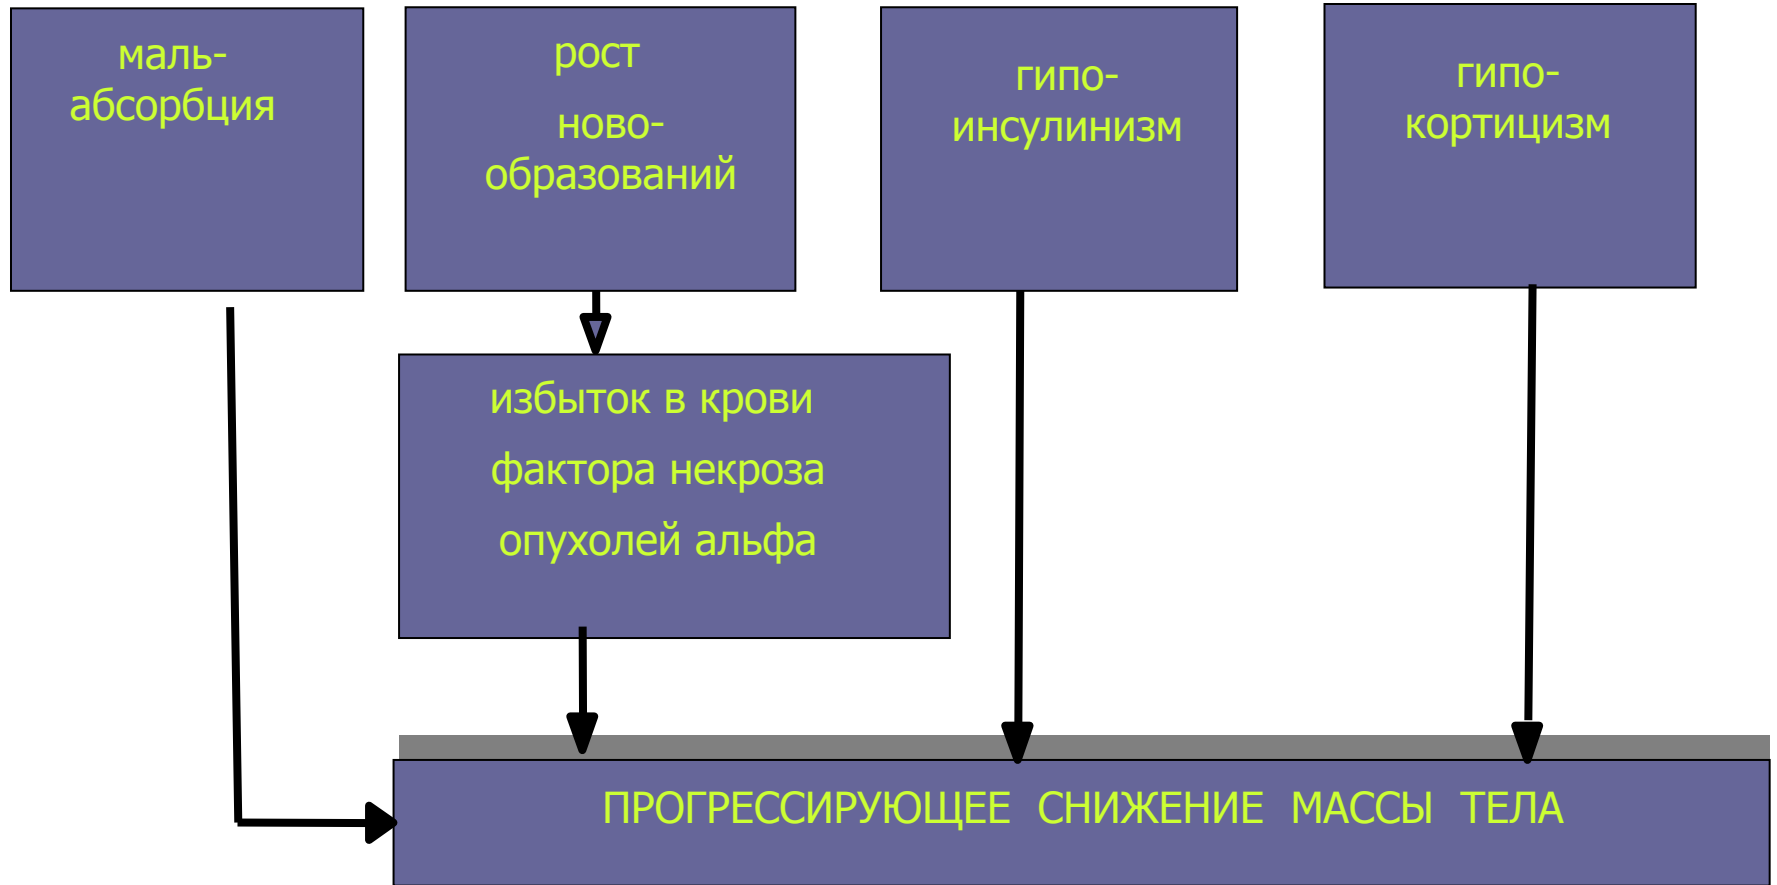 маль-
абсорбция
рост
ново-
образований
гипо-
инсулинизм
гипо-
кортицизм
избыток в крови
фактора некроза
опухолей альфа
ПРОГРЕССИРУЮЩЕЕ СНИЖЕНИЕ МАССЫ ТЕЛА